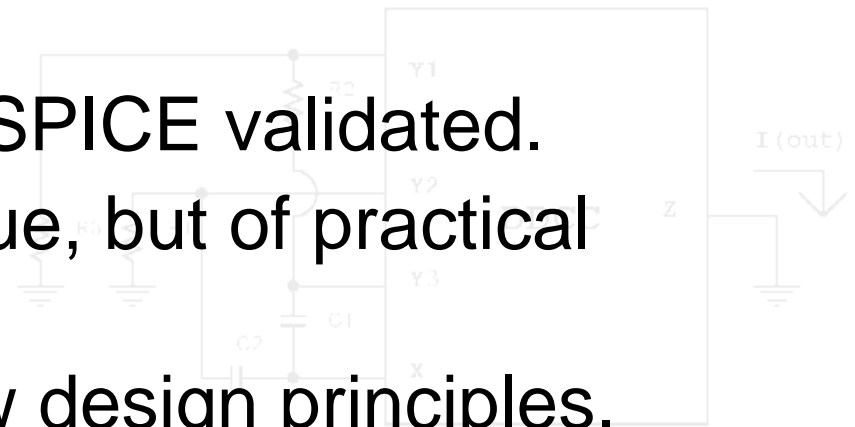 Y1
R2
SPICE validated.
I(out)
Y2
ue, but of practical
Z
Y3
C1
C2
X
w design principles.